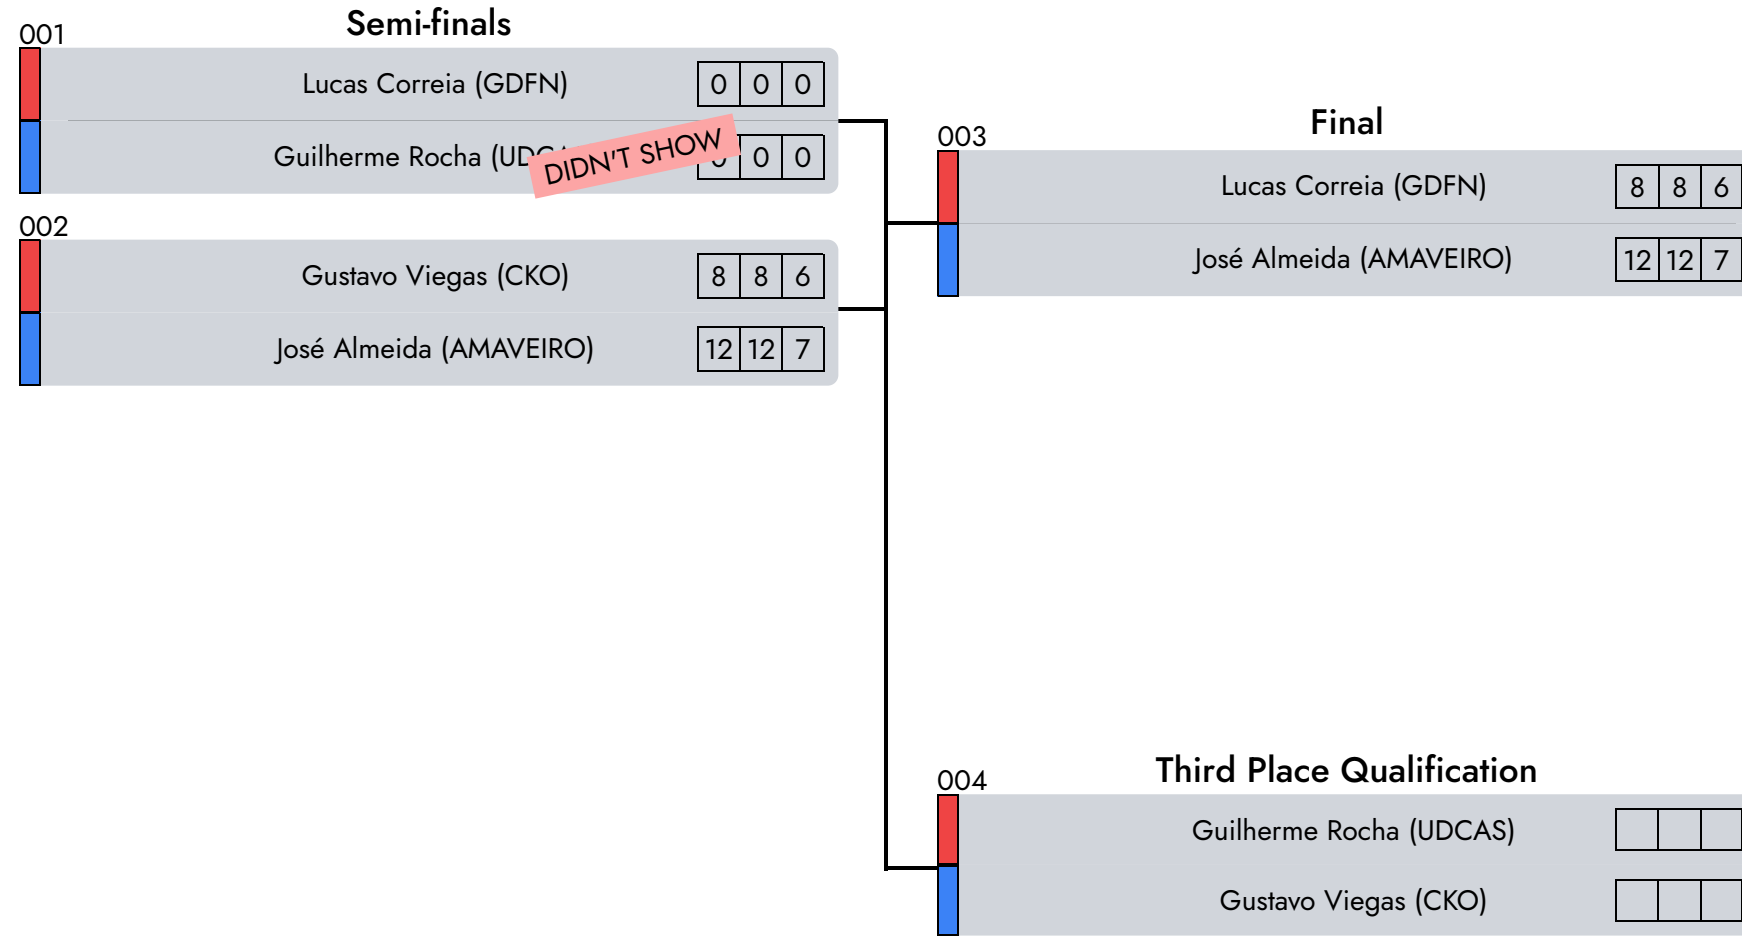 Semi-finals
001
Lucas Correia (GDFN) 0 0 0
Guilherme Rocha 0 0
DIDN'T SHOW
002
Gustavo Viegas (CKO) 8 8 6
José Almeida (AMAVEIRO) 12 12 7
Final
003
Lucas Correia (GDFN) 8 8 6
José Almeida (AMAVEIRO) 12 12 7
Third Place Qualification
004
Guilherme Rocha (UDCAS)
Gustavo Viegas (CKO)